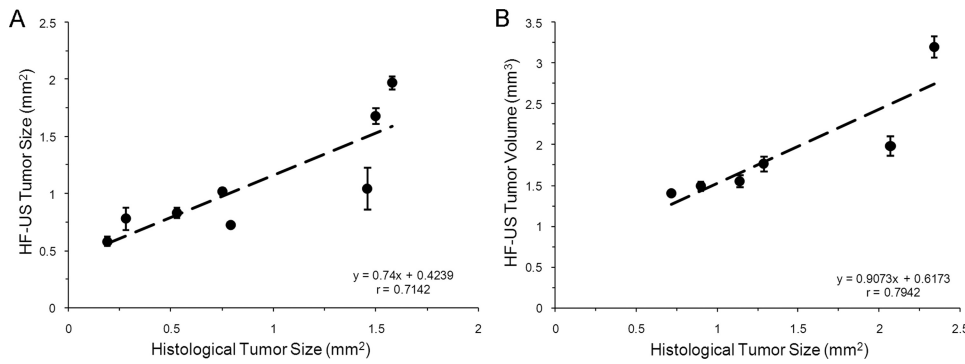 A
HF-US Tumor Size (mm²)
2.5
2
1.5
1
0.5
0
0
0.5
1
1.5
2
y = 0.74x + 0.4239
r = 0.7142
Histological Tumor Size (mm²)
B
HF-US Tumor Volume (mm³)
3.5
3
2.5
2
1.5
1
0.5
0
0
0.5
1
1.5
2
2.5
y = 0.9073x + 0.6173
r = 0.7942
Histological Tumor Size (mm²)